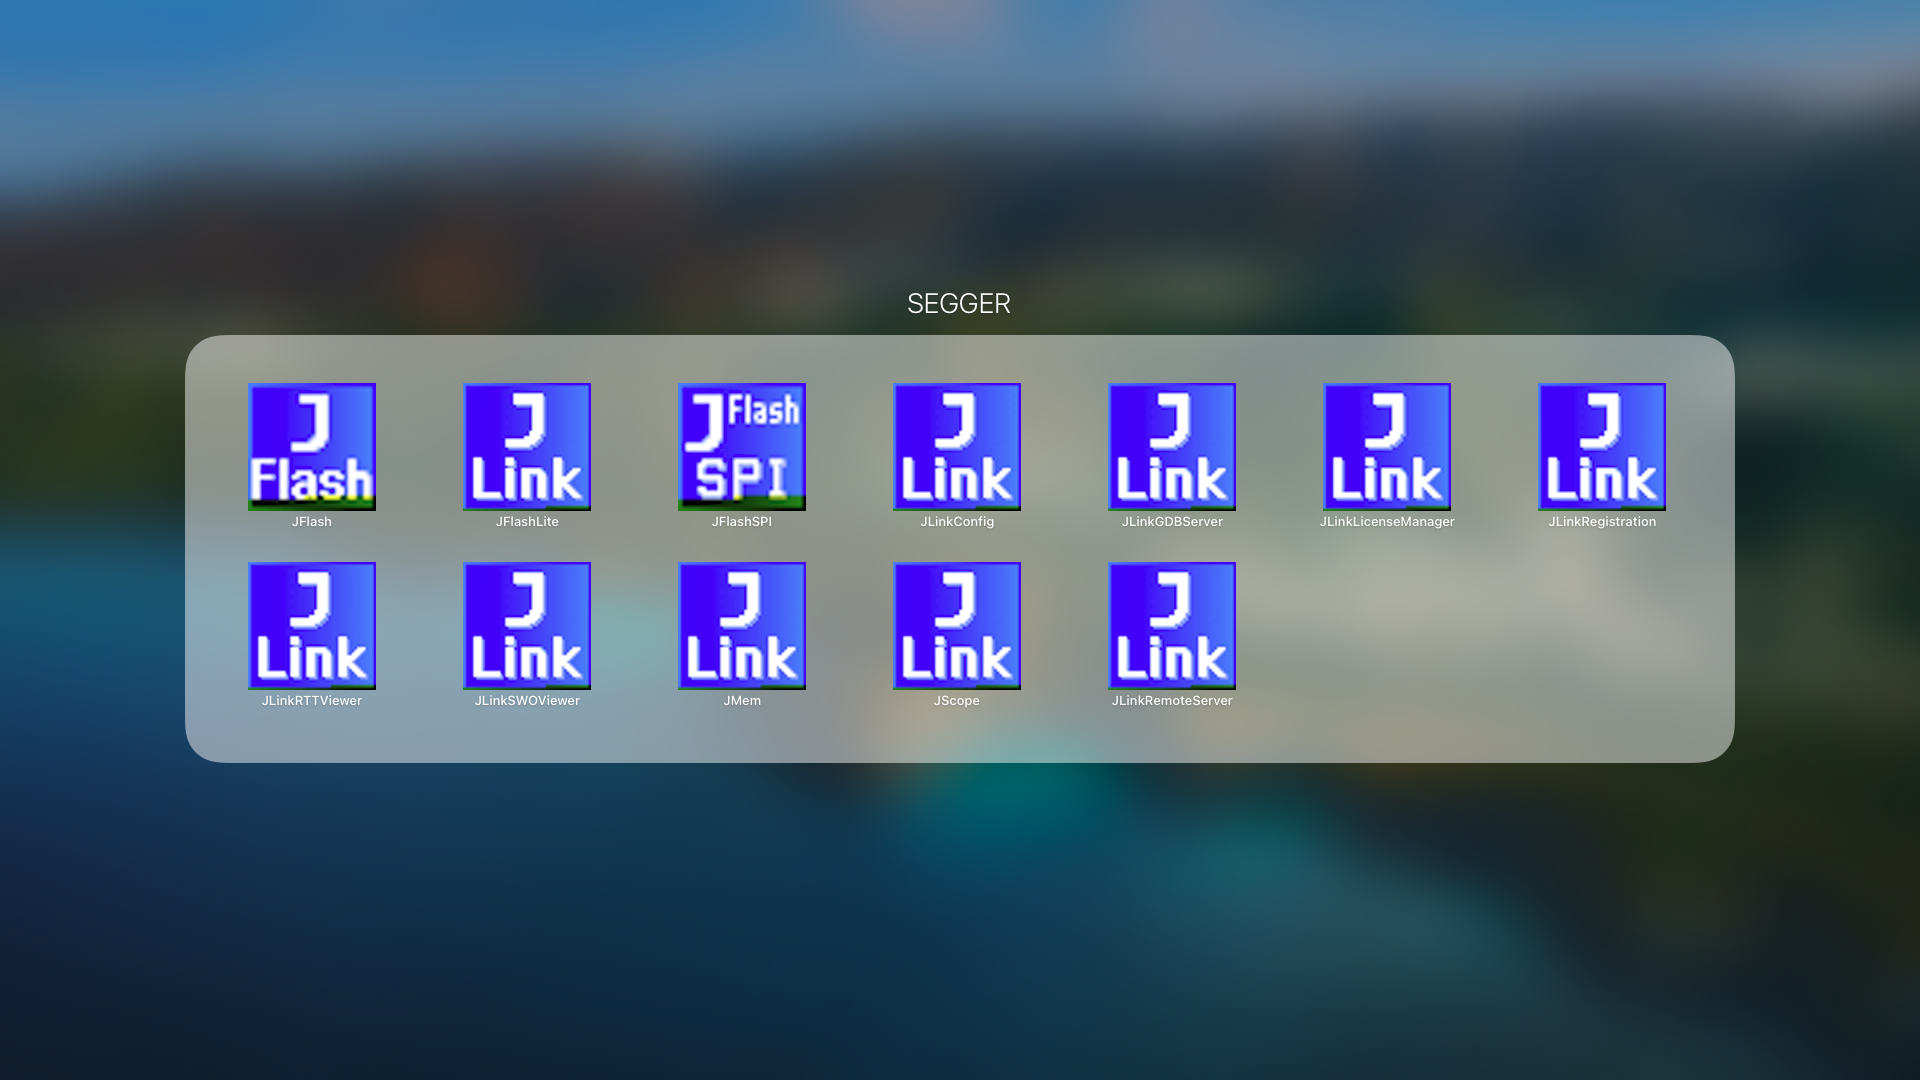 SEGGER
J
Flash
JFlash
J
Link
JFlashLite
J Flash
SPI
JFlashSPI
J
Link
JLinkConfig
J
Link
JLinkGDBServer
J
Link
JLinkLicenseManager
J
Link
JLinkRegistration
J
Link
JLinkRTTViewer
J
Link
JLinkSWOViewer
J
Link
JMem
J
Link
JScope
J
Link
JLinkRemoteServer